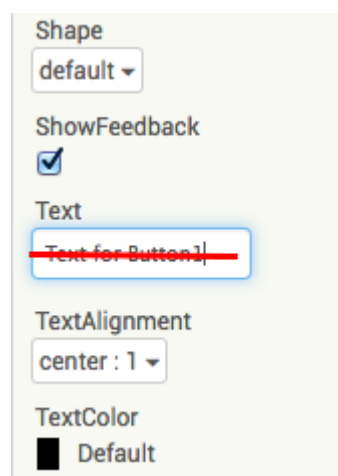 Shape
default
ShowFeedback
Text
Text for Button1
TextAlignment
center : 1
TextColor
Default